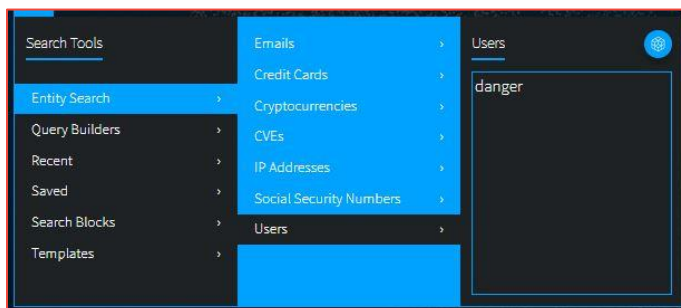 Search Tools
Entity Search
Query Builders
Recent
Saved
Search Blocks
Templates
Emails
Credit Cards
Cryptocurrencies
CVEs
IP Addresses
Social Security Numbers
Users
Users
danger